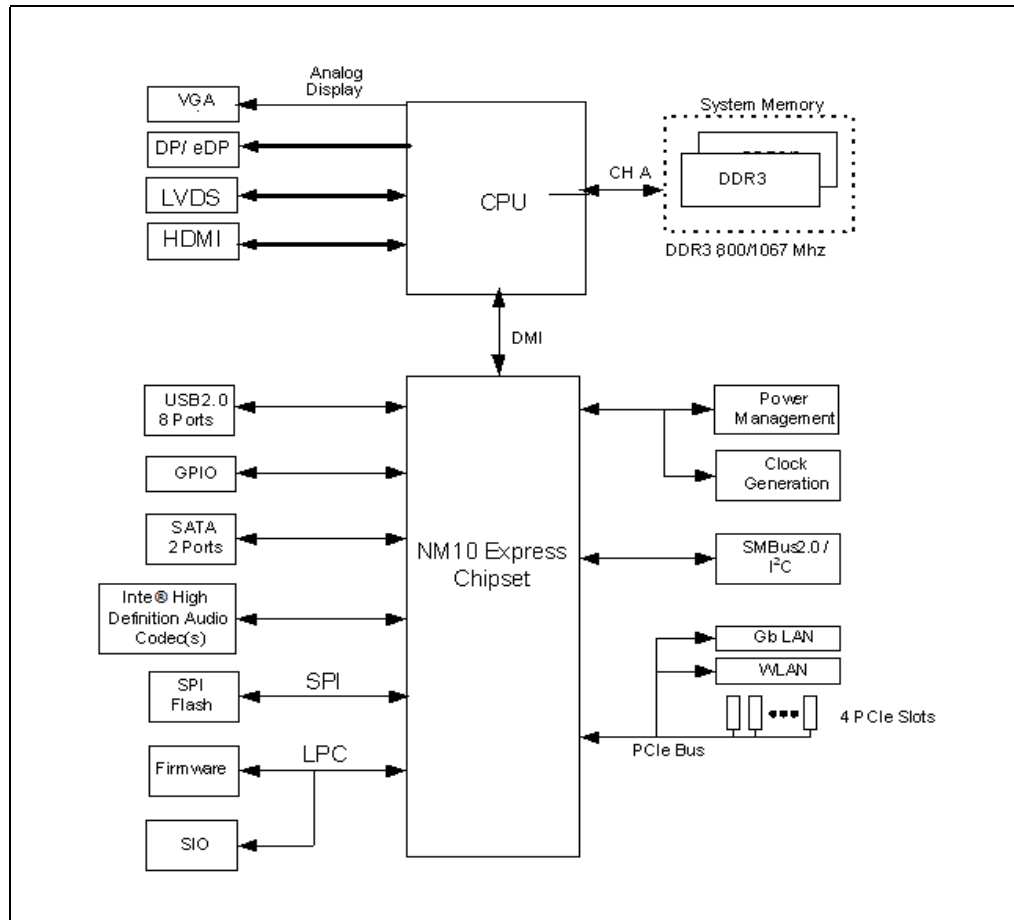 Analog
Display
VGA
DP/ eDP
LVDS
HDMI
CPU
CH A
System Memory
DDR3
DDR3 800/1067 Mhz
DMI
USB2.0
8 Ports
GPIO
SATA
2 Ports
Inte® High
Definition Audio
Codec(s)
SPI
Flash
SPI
Firmware
LPC
SIO
NM10 Express
Chipset
Power
Management
Clock
Generation
SMBus2.0 /
I²C
Gb LAN
WLAN
4 PCIe Slots
PCIe Bus